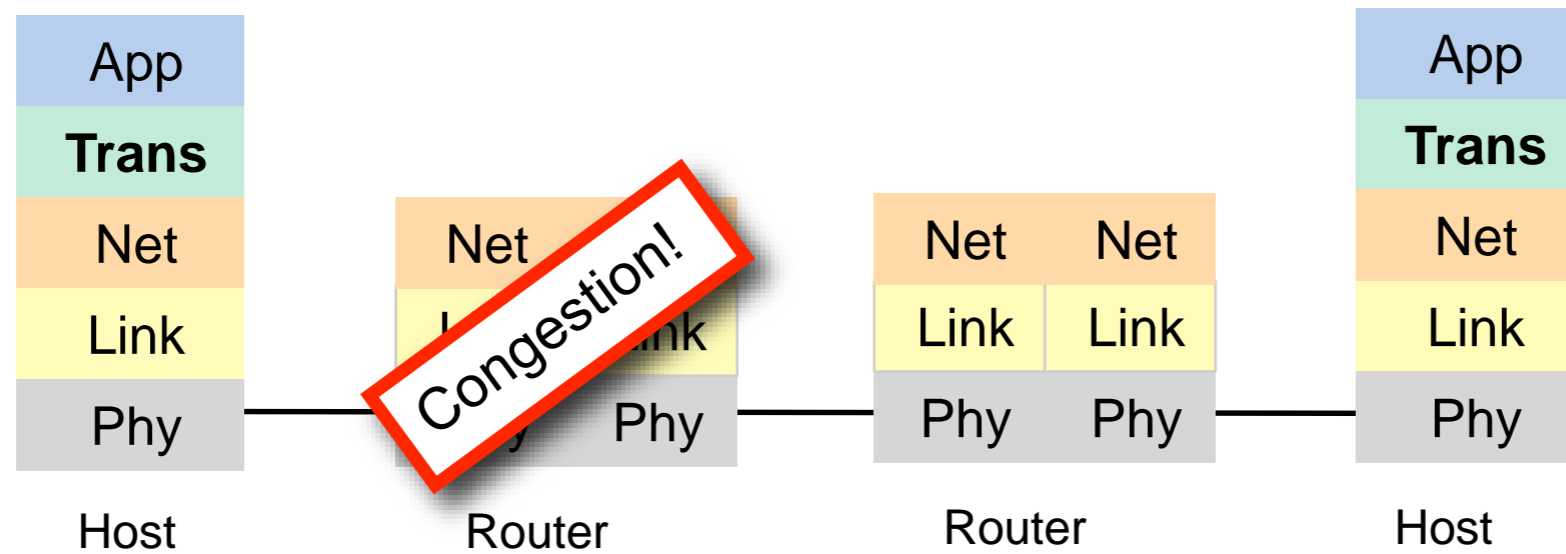 App
Trans
Net
Link
Phy
Host
Net
Phy
Congestion!
Router
Net Net
Link Link
Phy Phy
Router
App
Trans
Net
Link
Phy
Host